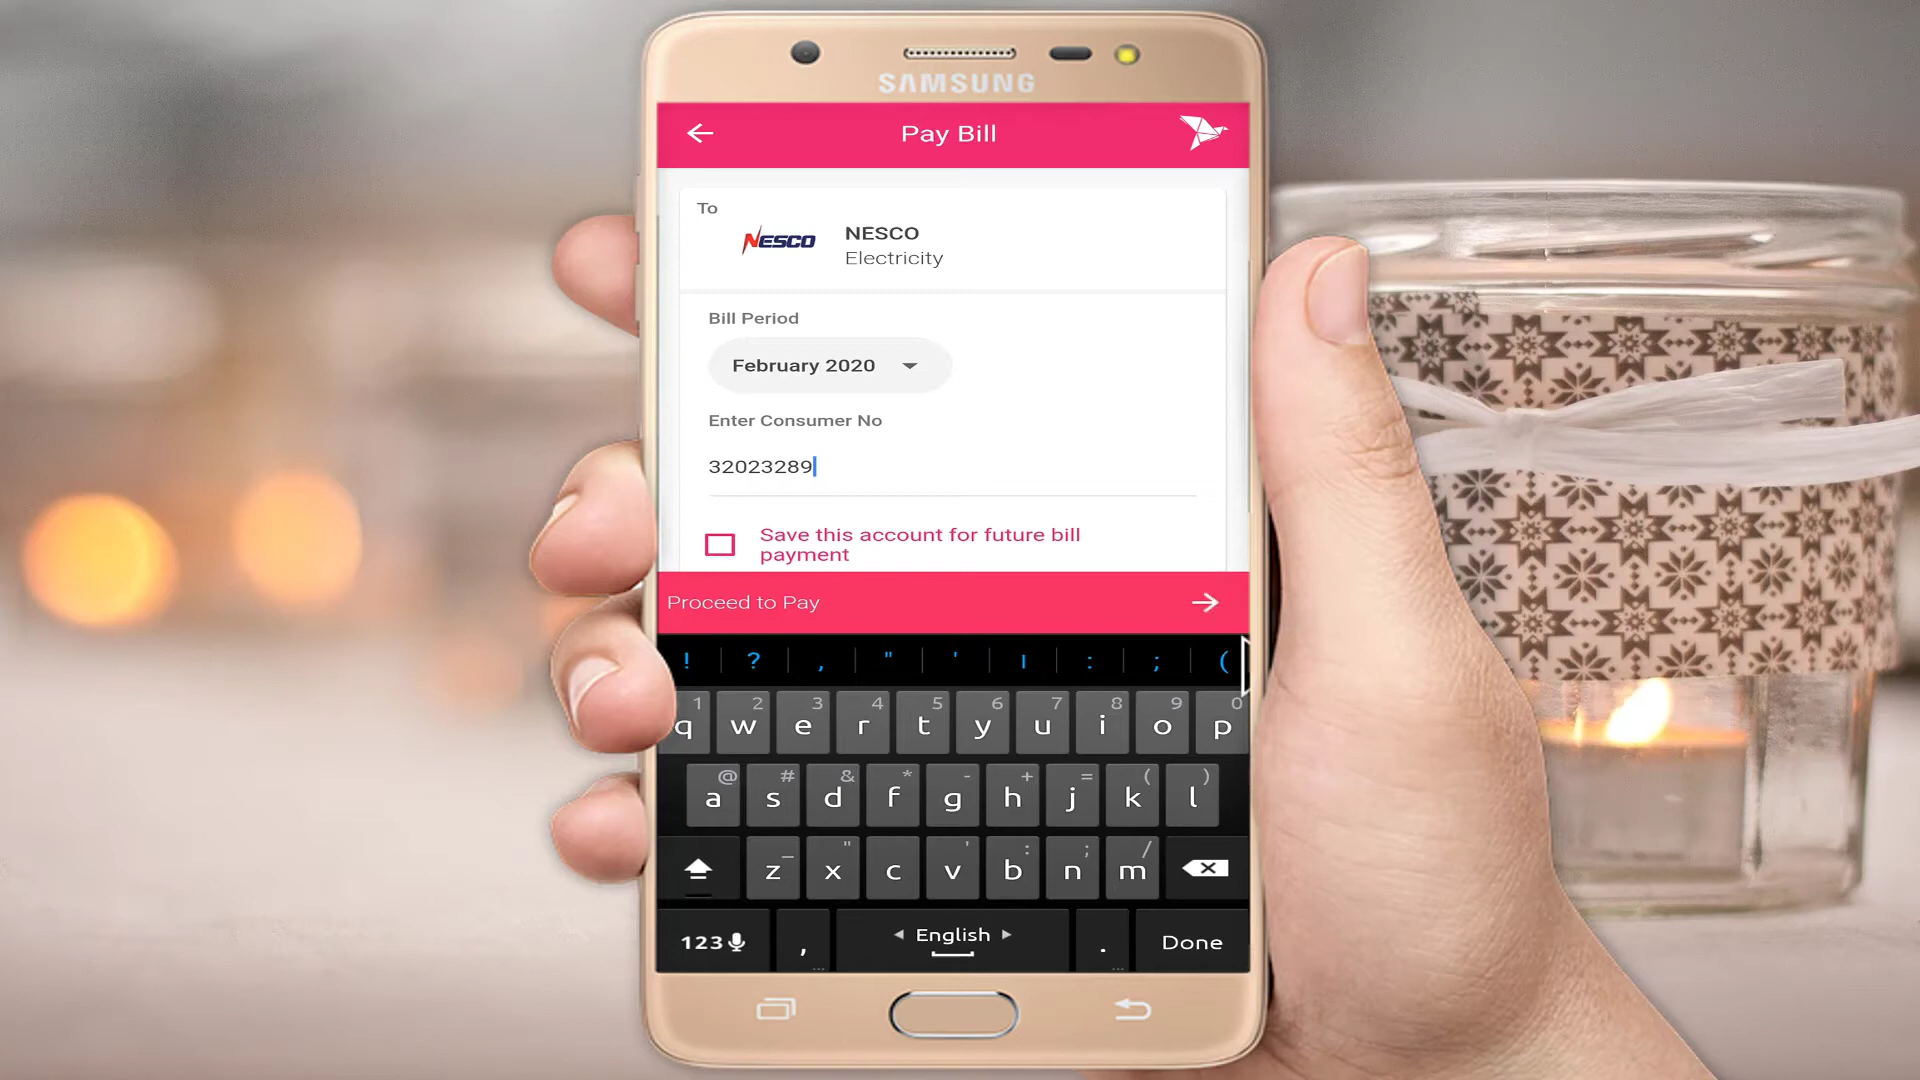 SAMSUNG
Pay Bill
To
NESCO
NESCO
Electricity
Bill Period
February 2020
Enter Consumer No
32023289
Save this account for future bill
payment
Proceed to Pay
! ? , " ' । : ; (
1 2 3 4 5 6 7 8 9 0
q w e r t y u i o p
@ # & * - + = ( )
a s d f g h j k l
_ " ' : ; /
z x c v b n m
123 , English . Done